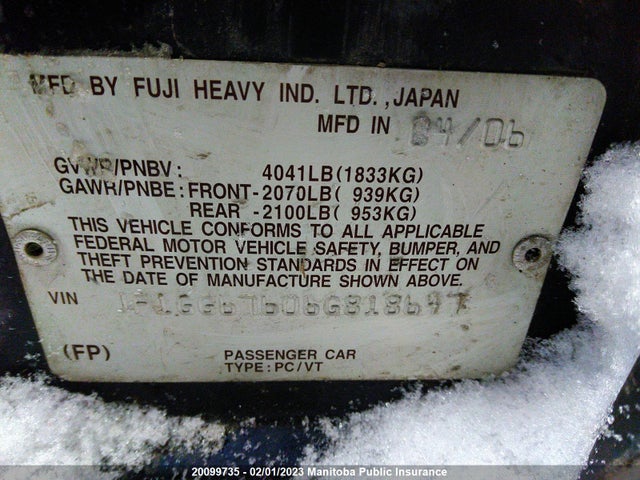 MFD BY FUJI HEAVY IND. LTD., JAPAN
MFD IN 04/06
GVWR/PNBV: 4041LB(1833KG)
GAWR/PNBE: FRONT-2070LB( 939KG)
REAR -2100LB( 953KG)
THIS VEHICLE CONFORMS TO ALL APPLICABLE
FEDERAL MOTOR VEHICLE SAFETY, BUMPER, AND
THEFT PREVENTION STANDARDS IN EFFECT ON
THE DATE OF MANUFACTURE SHOWN ABOVE.
VIN
(FP) PASSENGER CAR
TYPE: PC/VT
20099735 - 02/01/2023 Manitoba Public Insurance